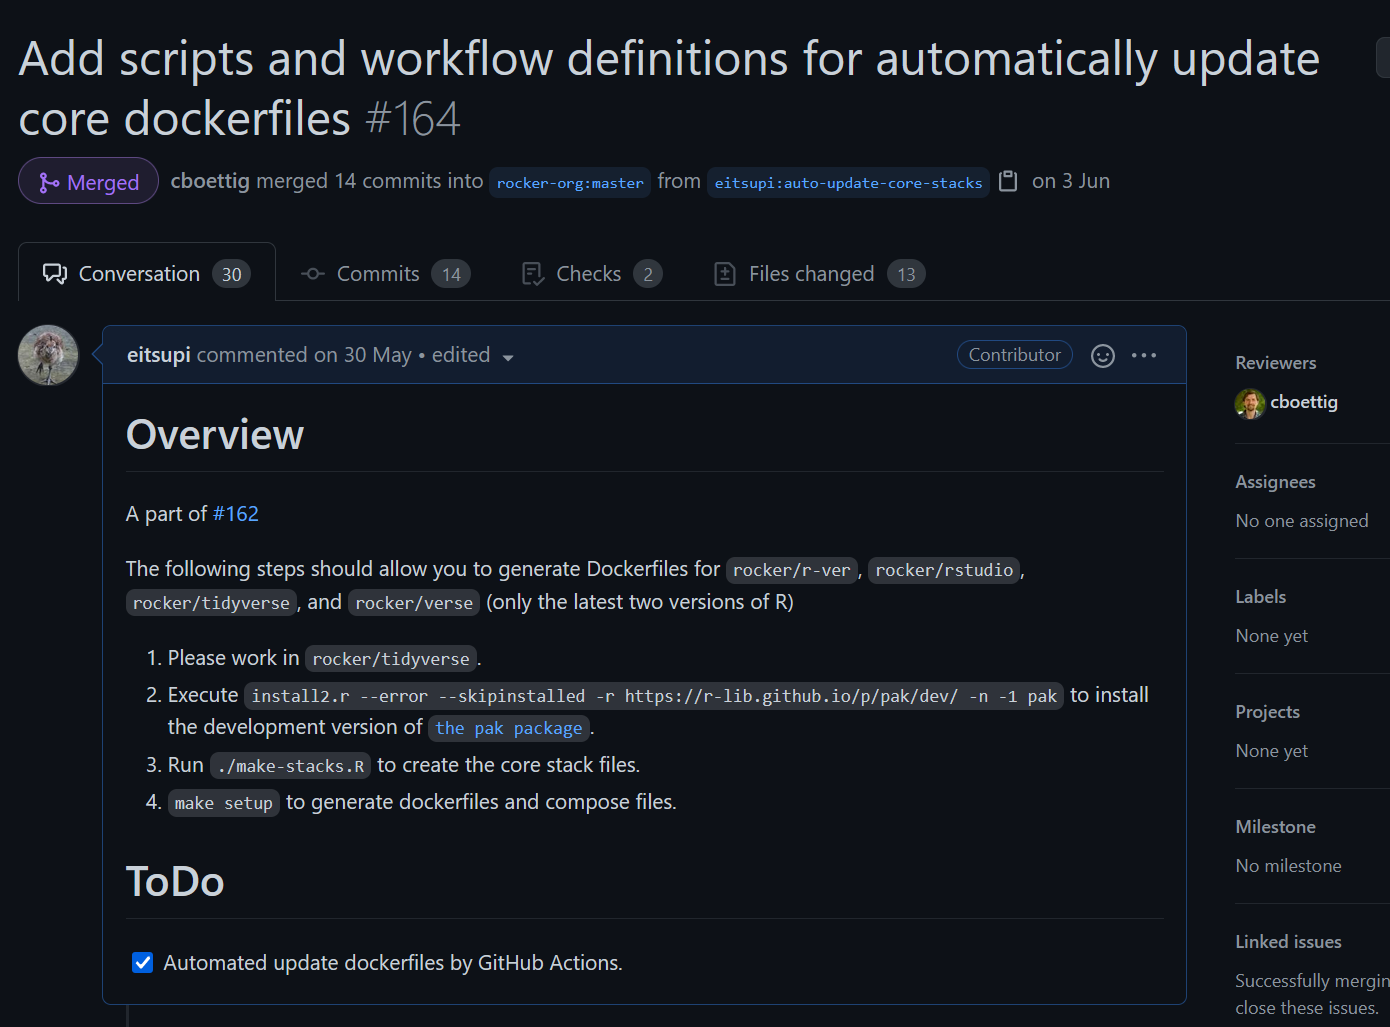 Add scripts and workflow definitions for automatically update
core dockerfiles #164
Merged cboettig merged 14 commits into rocker-org:master from eitsupi:auto-update-core-stacks on 3 Jun
Conversation 30 Commits 14 Checks 2 Files changed 13
eitsupi commented on 30 May • edited Contributor
Overview
A part of #162
The following steps should allow you to generate Dockerfiles for rocker/r-ver, rocker/rstudio,
rocker/tidyverse, and rocker/verse (only the latest two versions of R)
1. Please work in rocker/tidyverse.
2. Execute install2.r --error --skipinstalled -r https://r-lib.github.io/p/pak/dev/ -n -1 pak to install
the development version of the pak package.
3. Run ./make-stacks.R to create the core stack files.
4. make setup to generate dockerfiles and compose files.
ToDo
Automated update dockerfiles by GitHub Actions.
Reviewers
cboettig
Assignees
No one assigned
Labels
None yet
Projects
None yet
Milestone
No milestone
Linked issues
Successfully mergin
close these issues.